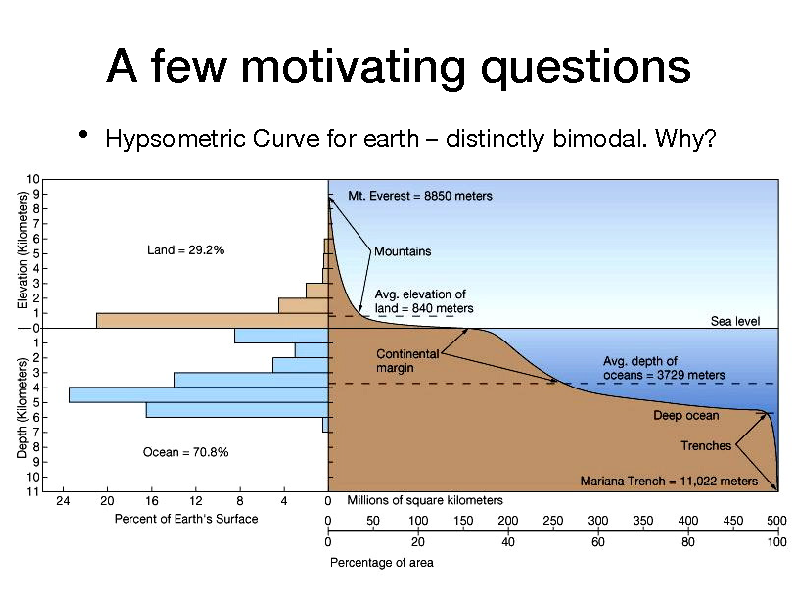 A few motivating questions
• Hypsometric Curve for earth – distinctly bimodal. Why?
Elevation (Kilometers)
10
9
8
7
6
5
4
3
2
1
0
Depth (Kilometers)
1
2
3
4
5
6
7
8
9
10
11
Land = 29.2%
Ocean = 70.8%
24 20 16 12 8 4 0
Percent of Earth's Surface
Mt. Everest = 8850 meters
Mountains
Avg. elevation of
land = 840 meters
Sea level
Continental
margin
Avg. depth of
oceans = 3729 meters
Deep ocean
Trenches
Mariana Trench = 11,022 meters
Millions of square kilometers
0 50 100 150 200 250 300 350 400 450 500
0 20 40 60 80 100
Percentage of area